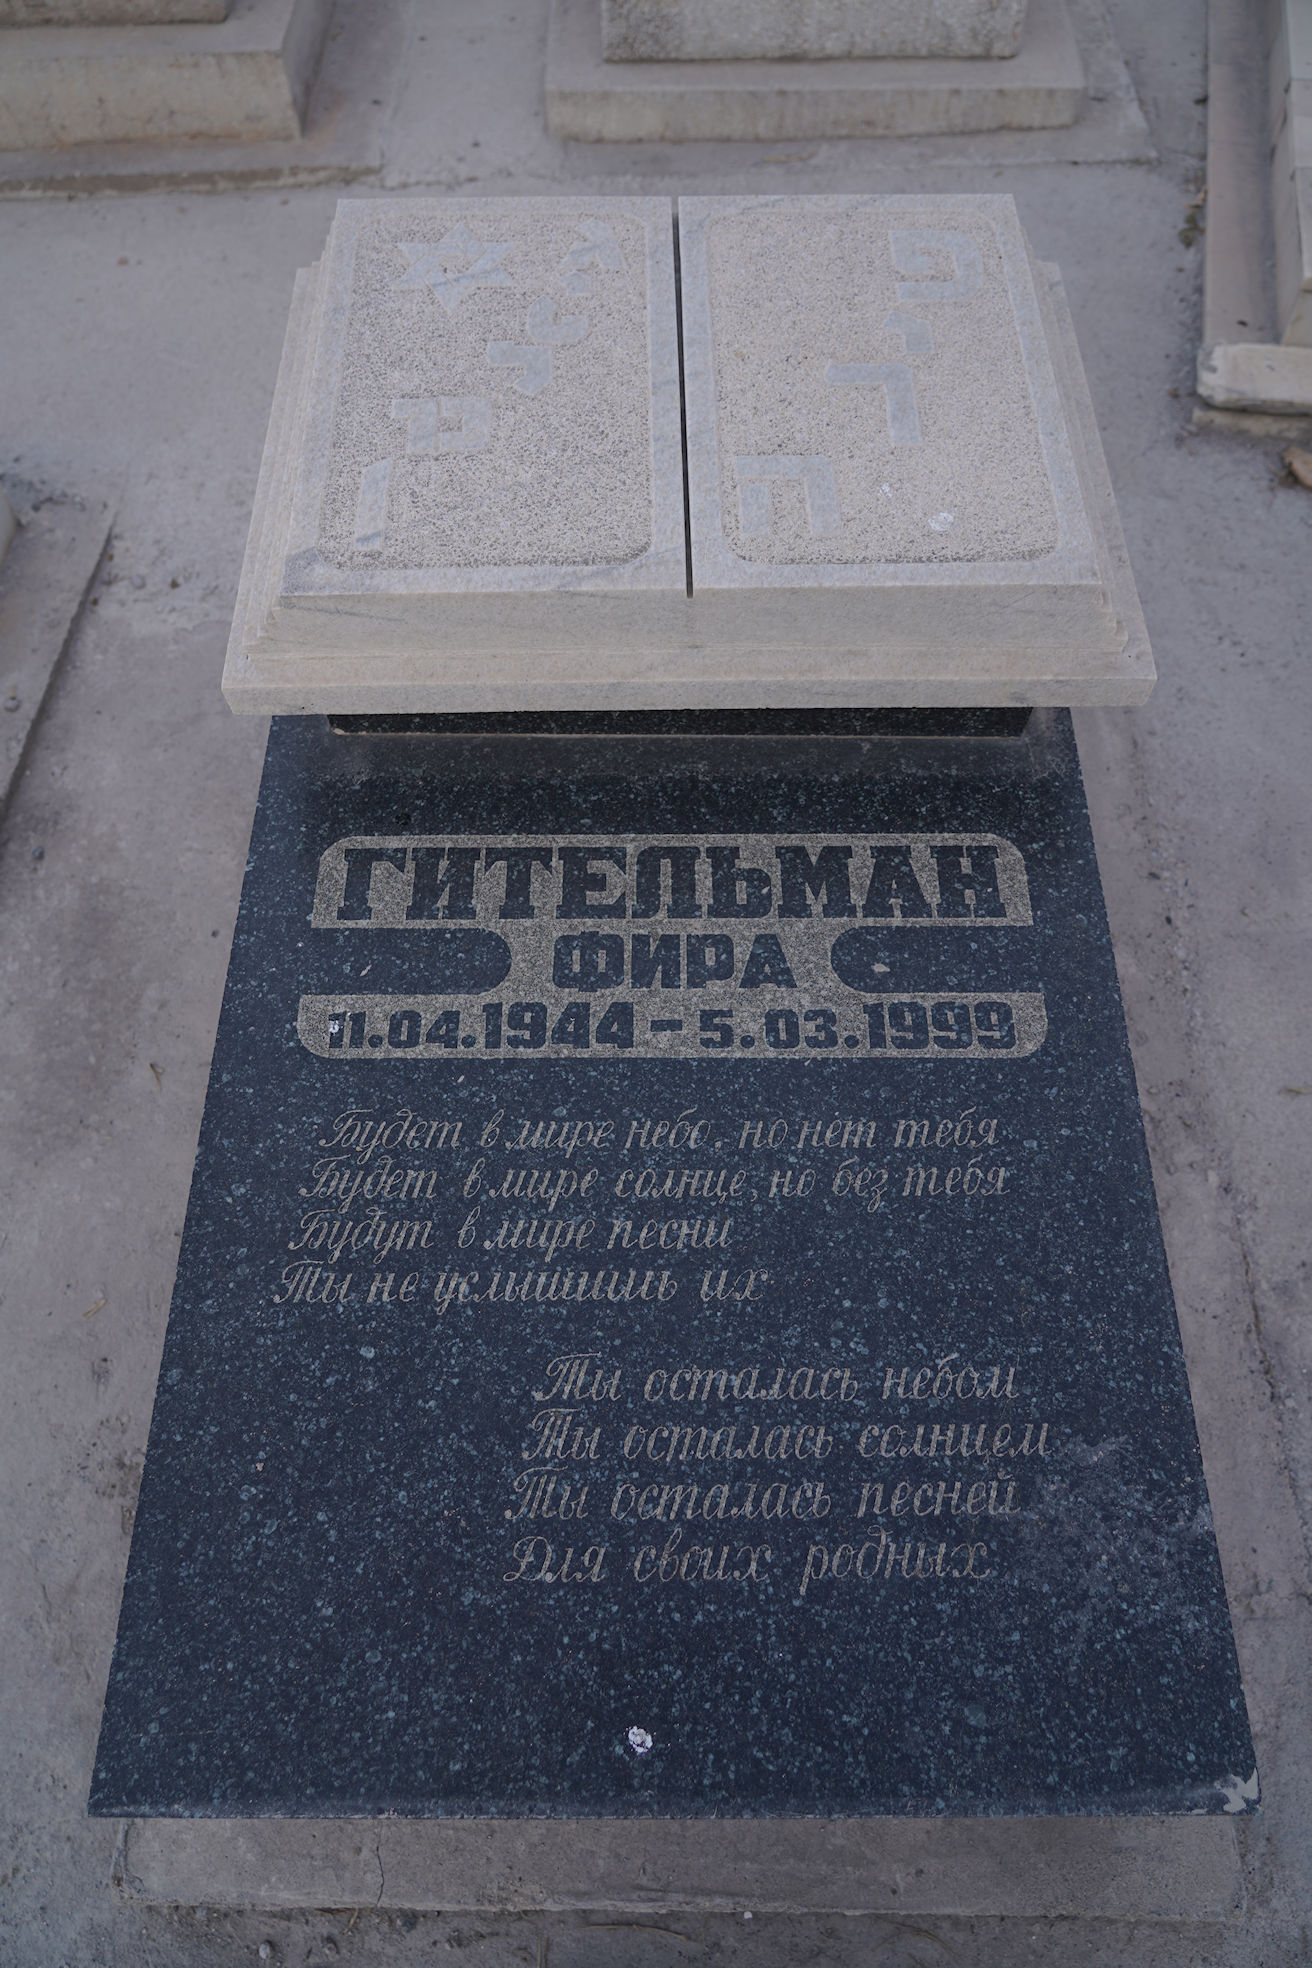 פירה
גטלמן
ГИТЕЛЬМАН
ФИРА
11.04.1944 – 5.03.1999
Будет в мире небо, но нет тебя
Будет в мире солнце, но без тебя
Будут в мире песни
Ты не услышишь их
Ты осталась небом
Ты осталась солнцем
Ты осталась песней
Для своих родных